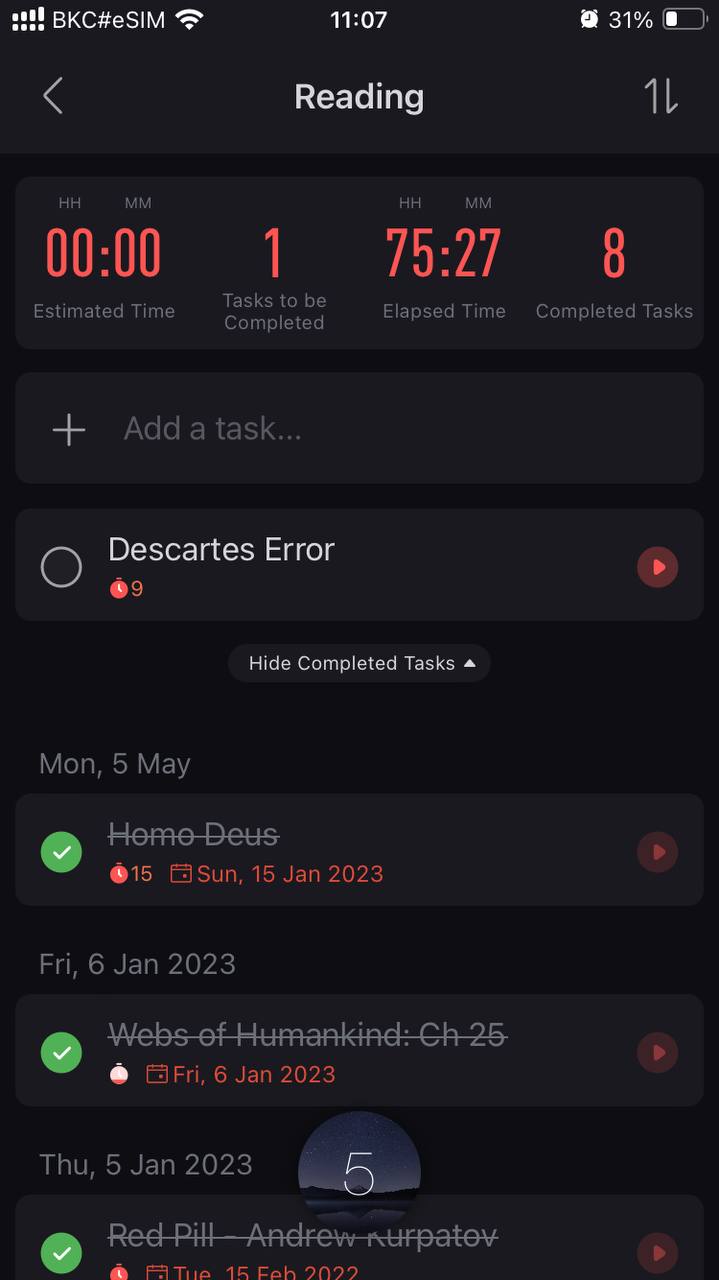 BKC#eSIM 11:07 31%
Reading
HH MM HH MM
00:00 1 75:27 8
Estimated Time Tasks to be Completed Elapsed Time Completed Tasks
Add a task...
Descartes Error
9
Hide Completed Tasks
Mon, 5 May
Homo Deus
15 Sun, 15 Jan 2023
Fri, 6 Jan 2023
Webs of Humankind: Ch 25
Fri, 6 Jan 2023
Thu, 5 Jan 2023
5
Red Pill - Andrew Kurpatov
Tue, 15 Feb 2022